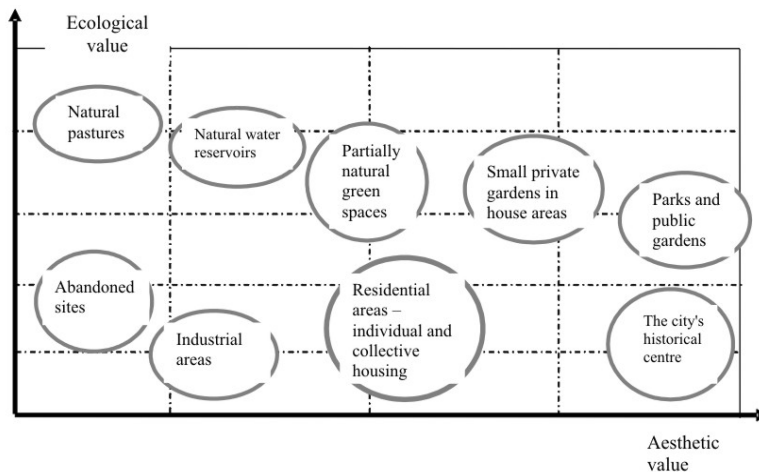 Ecological
value
Natural
pastures
Natural water
reservoirs
Partially
natural
green
spaces
Small private
gardens in
house areas
Parks and
public
gardens
Abandoned
sites
Industrial
areas
Residential
areas –
individual and
collective
housing
The city's
historical
centre
Aesthetic
value